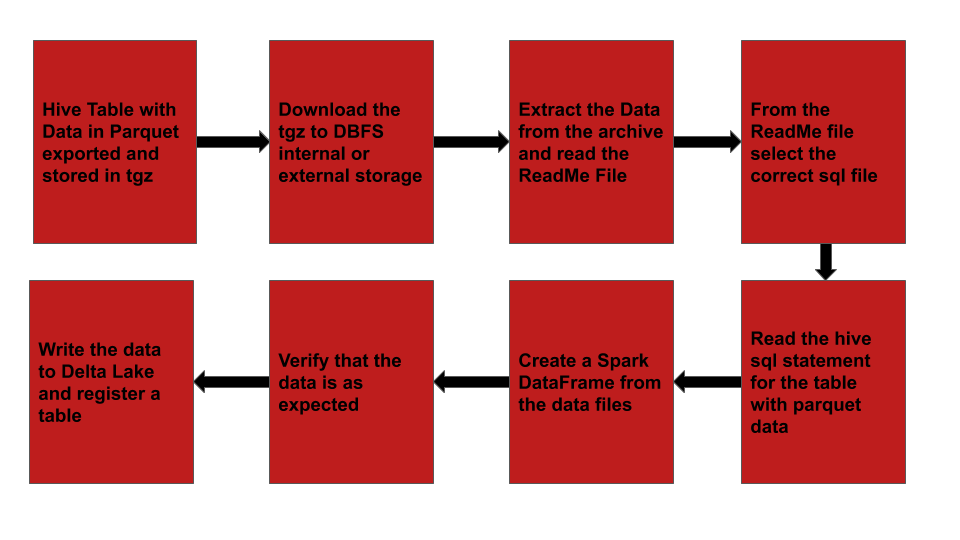 Hive Table with
Data in Parquet
exported and
stored in tgz
Download the
tgz to DBFS
internal or
external storage
Extract the Data
from the archive
and read the
ReadMe File
From the
ReadMe file
select the
correct sql file
Read the hive
sql statement
for the table
with parquet
data
Create a Spark
DataFrame from
the data files
Verify that the
data is as
expected
Write the data
to Delta Lake
and register a
table